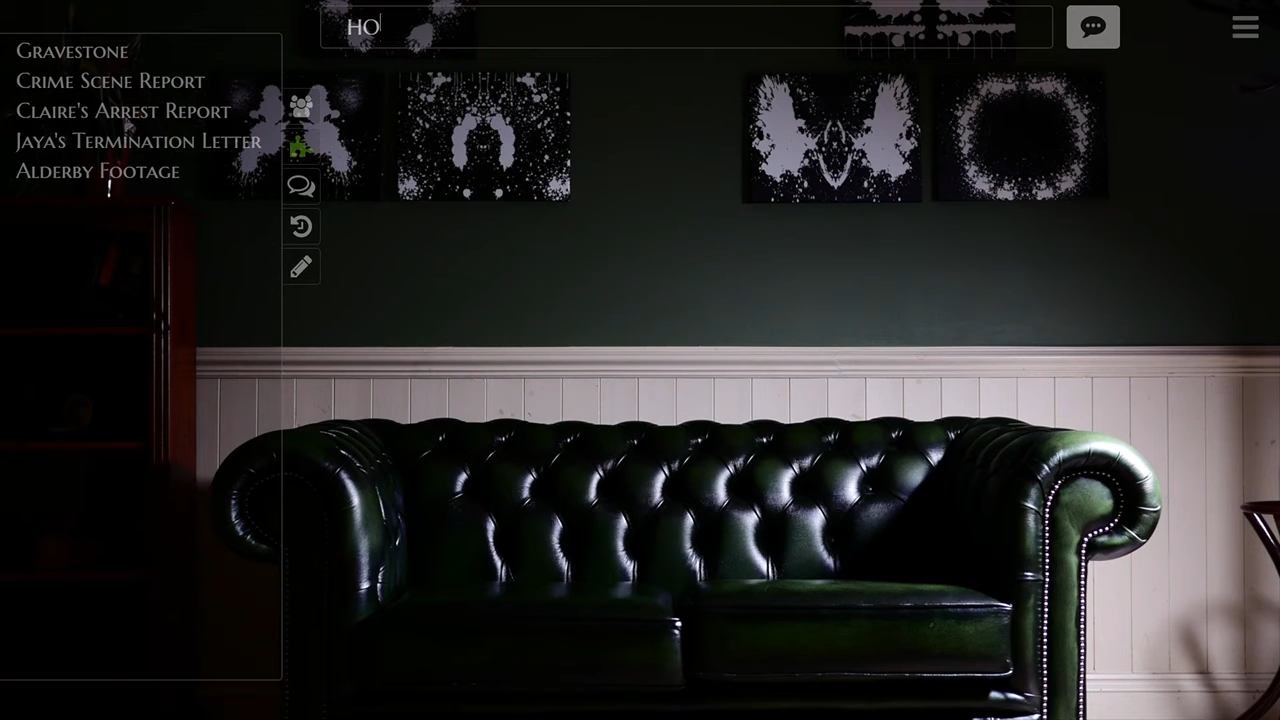 HO
Gravestone
Crime Scene Report
Claire's Arrest Report
Jaya's Termination Letter
Alderby Footage